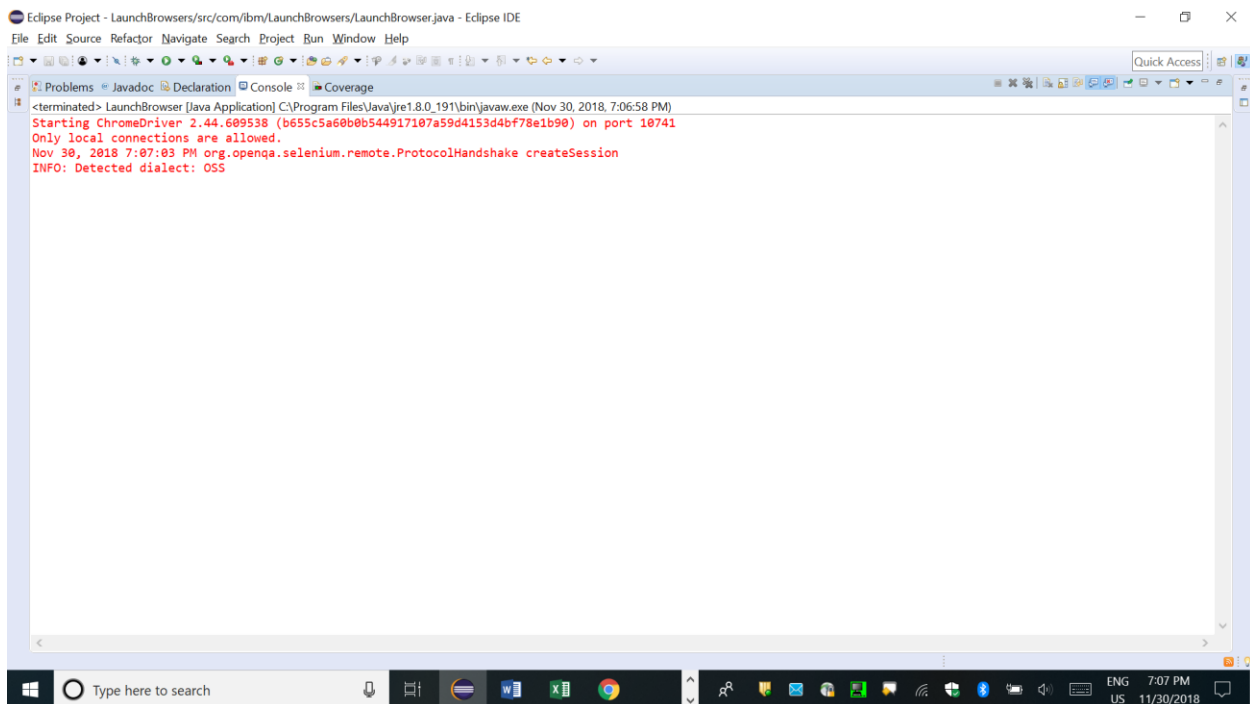 Eclipse Project - LaunchBrowsers/src/com/ibm/LaunchBrowsers/LaunchBrowser.java - Eclipse IDE
File Edit Source Refactor Navigate Search Project Run Window Help
Quick Access
Problems Javadoc Declaration Console Coverage
<terminated> LaunchBrowser [Java Application] C:\Program Files\Java\jre1.8.0_191\bin\javaw.exe (Nov 30, 2018, 7:06:58 PM)
Starting ChromeDriver 2.44.609538 (b655c5a60b0b544917107a59d4153d4bf78e1b90) on port 10741
Only local connections are allowed.
Nov 30, 2018 7:07:03 PM org.openqa.selenium.remote.ProtocolHandshake createSession
INFO: Detected dialect: OSS
Type here to search
ENG 7:07 PM
US 11/30/2018